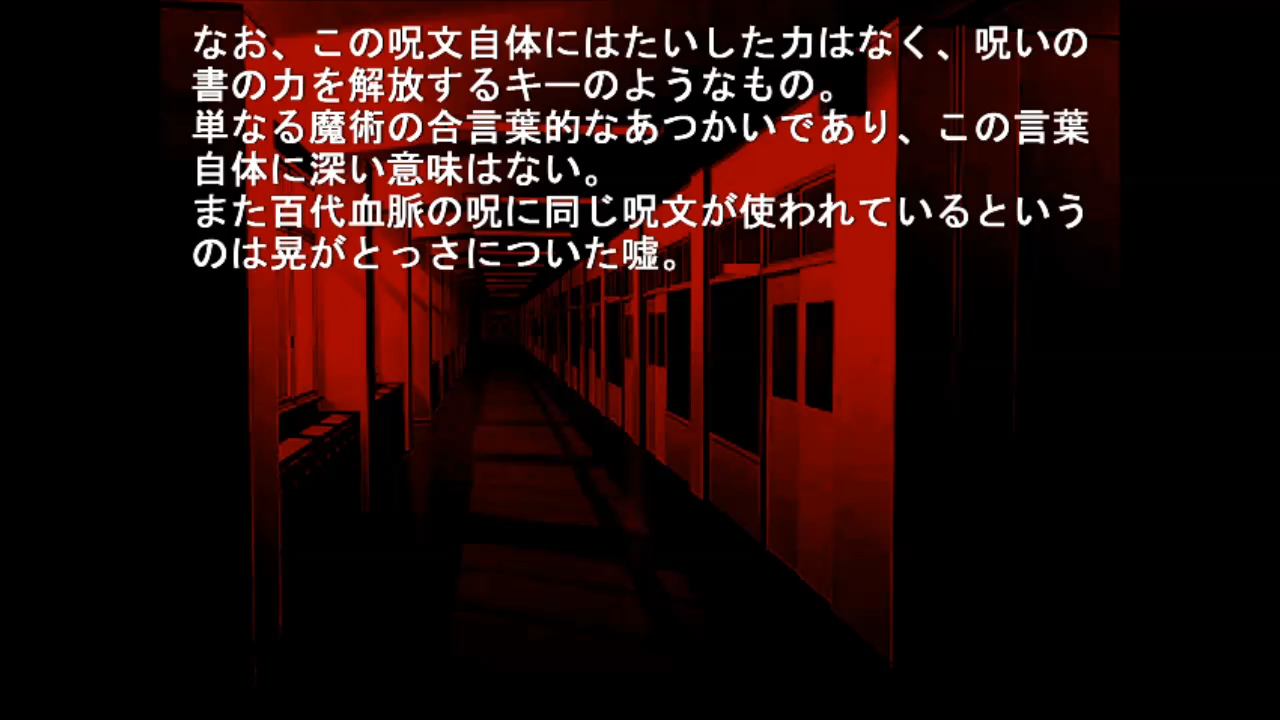 なお、この呪文自体にはたいした力はなく、呪いの
書の力を解放するキーのようなもの。
単なる魔術の合言葉的なあつかいであり、この言葉
自体に深い意味はない。
また百代血脈の呪に同じ呪文が使われているという
のは晃がとっさについた嘘。